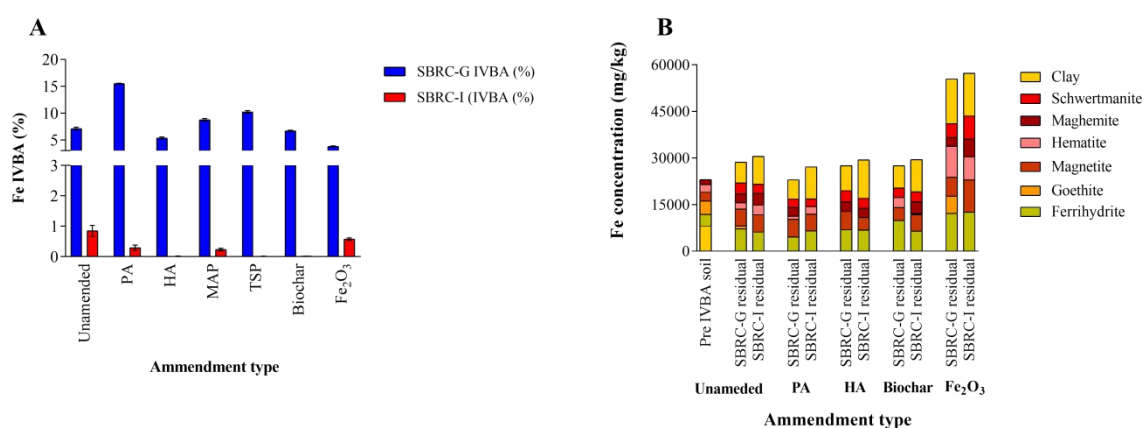 A
Fe IVBA (%)
20
15
10
5
3
2
1
0
Unamended
PA
HA
MAP
TSP
Biochar
Fe2O3
Ammendment type
SBRC-G IVBA (%)
SBRC-I (IVBA (%)
B
Fe concentration (mg/kg)
60000
45000
30000
15000
0
Pre IVBA soil
SBRC-G residual
SBRC-I residual
SBRC-G residual
SBRC-I residual
SBRC-G residual
SBRC-I residual
SBRC-G residual
SBRC-I residual
SBRC-G residual
SBRC-I residual
Unameded
PA
HA
Biochar
Fe2O3
Ammendment type
Clay
Schwertmanite
Maghemite
Hematite
Magnetite
Goethite
Ferrihydrite